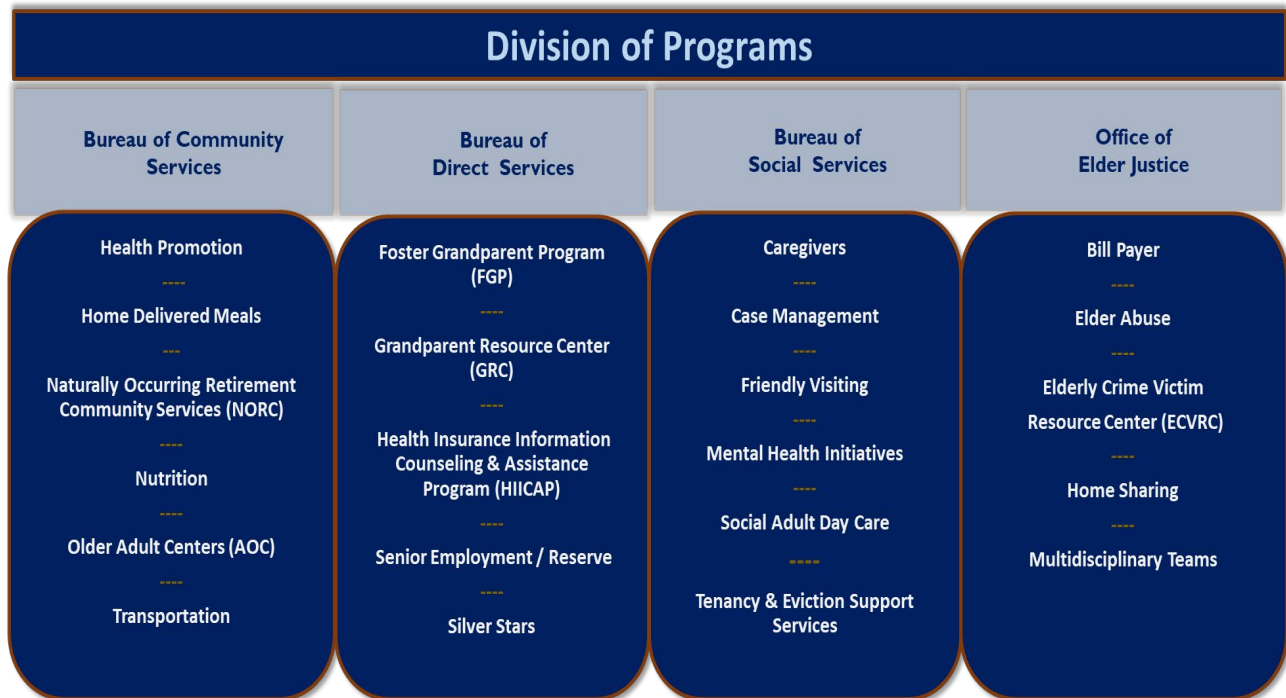 Division of Programs
Bureau of Community
Services
Bureau of
Direct Services
Bureau of
Social Services
Office of
Elder Justice
Health Promotion
----
Home Delivered Meals
---
Naturally Occurring Retirement
Community Services (NORC)
----
Nutrition
----
Older Adult Centers (AOC)
----
Transportation
Foster Grandparent Program
(FGP)
----
Grandparent Resource Center
(GRC)
----
Health Insurance Information
Counseling & Assistance
Program (HIICAP)
----
Senior Employment / Reserve
----
Silver Stars
Caregivers
----
Case Management
----
Friendly Visiting
----
Mental Health Initiatives
----
Social Adult Day Care
----
Tenancy & Eviction Support
Services
Bill Payer
----
Elder Abuse
----
Elderly Crime Victim
Resource Center (ECVRC)
----
Home Sharing
----
Multidisciplinary Teams